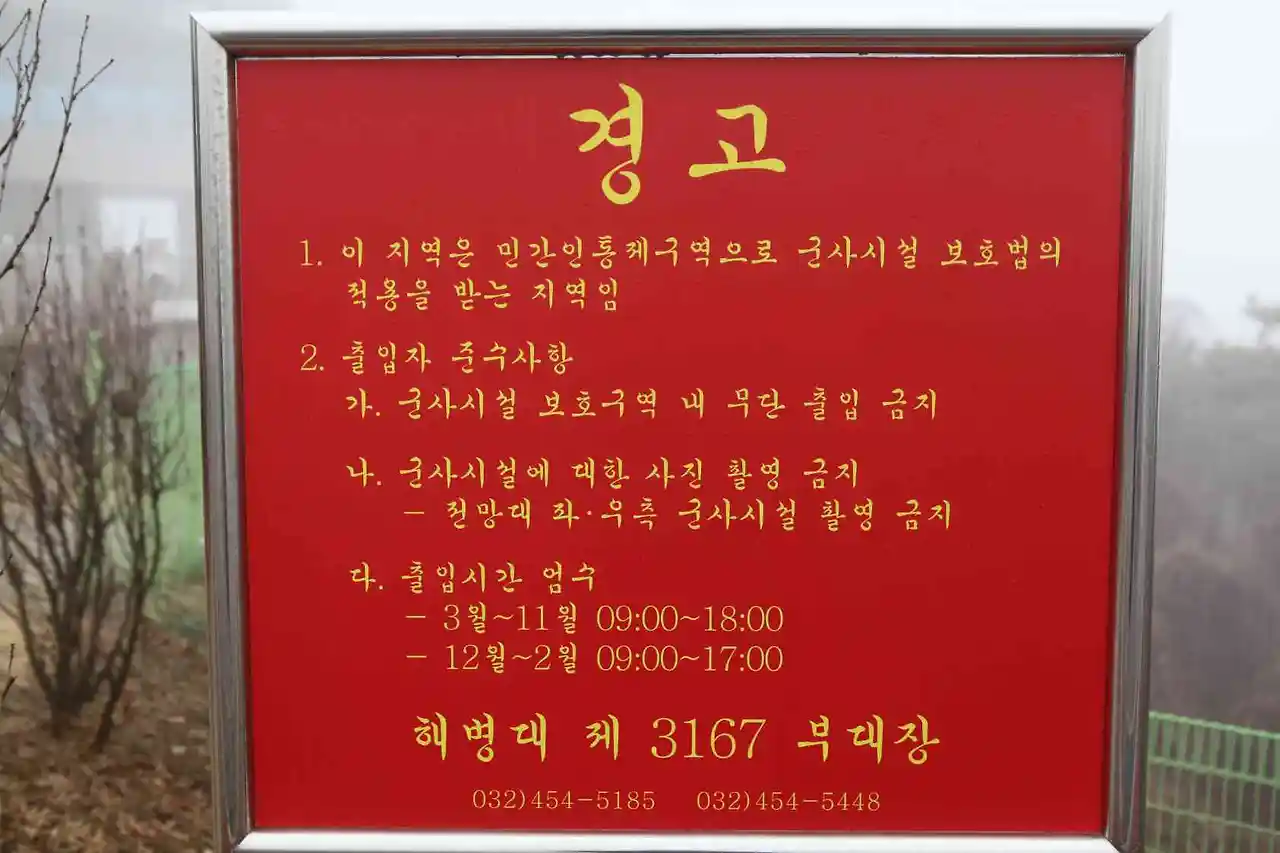 경고
1. 이 지역은 민간인통제구역으로 군사시설 보호법의
적용을 받는 지역임
2. 출입자 준수사항
가. 군사시설 보호구역 내 무단 출입 금지
나. 군사시설에 대한 사진 촬영 금지
- 전망대 좌·우측 군사시설 촬영 금지
다. 출입시간 엄수
- 3월~11월 09:00~18:00
- 12월~2월 09:00~17:00
해병대 제 3167 부대장
032)454-5185 032)454-5448